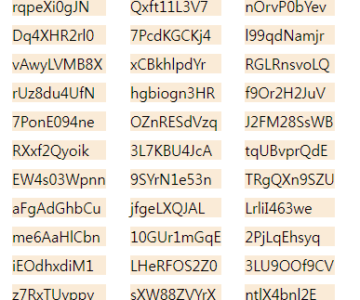 rqpeXi0gJN Qxft11L3V7 nOrvP0bYev
Dq4XHR2rl0 7PcdKGCKj4 l99qdNamjr
vAwyLVMB8X xCBkhlpdYr RGLRnsvoLQ
rUz8du4UfN hgbiogn3HR f9Or2H2JuV
7PonE094ne OZnRESdVzq J2FM28SsWB
RXxf2Qyoik 3L7KBU4JcA tqUBvprQdE
EW4s03Wpnn 9SYrN1e53n TRgQXn9SZU
aFgAdGhbCu jfgeLXQJAL LrliI463we
me6AaHlCbn 10GUr1mGqE 2PjLqEhsyq
iEOdhxdiM1 LHeRFOS2Z0 3LU9OOf9CV
z7RxTUyppy sXW88ZVYrX ntlX4bnl2E